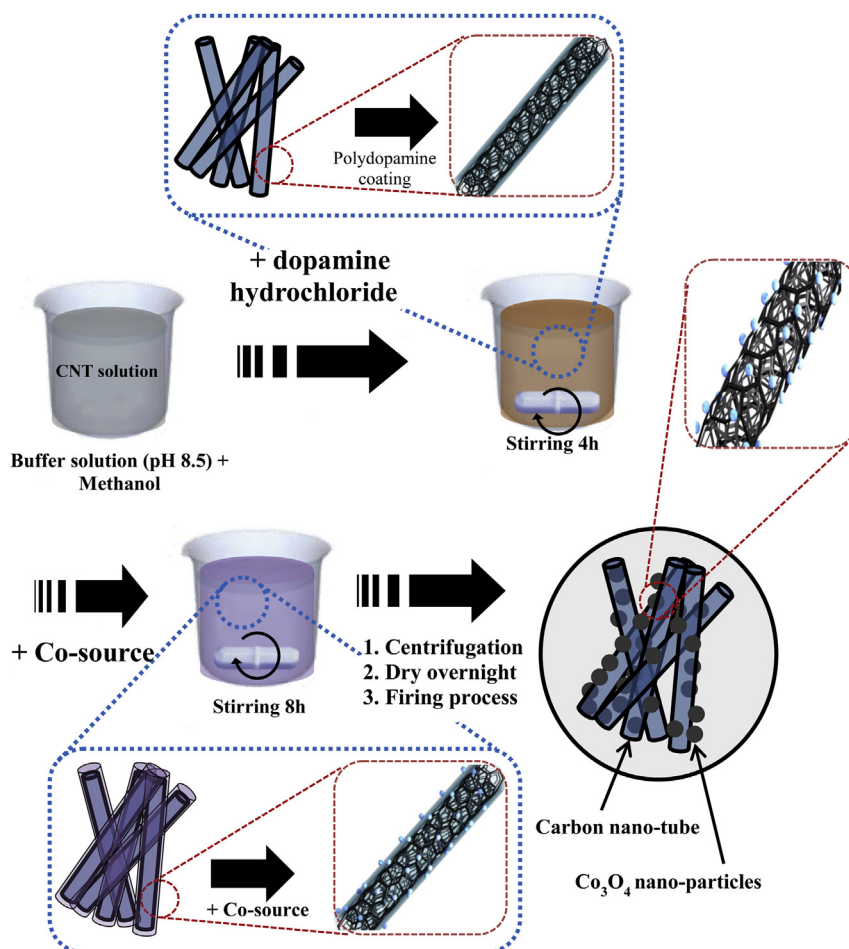 Polydopamine
coating
+ dopamine
hydrochloride
CNT solution
Buffer solution (pH 8.5) +
Methanol
Stirring 4h
+ Co-source
Stirring 8h
1. Centrifugation
2. Dry overnight
3. Firing process
+ Co-source
Carbon nano-tube
Co₃O₄ nano-particles